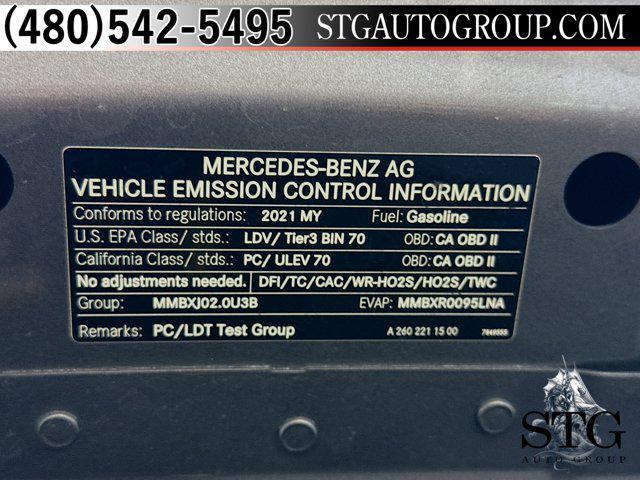 (480)542-5495 STGAUTOGROUP.COM
MERCEDES-BENZ AG
VEHICLE EMISSION CONTROL INFORMATION
Conforms to regulations: 2021 MY Fuel: Gasoline
U.S. EPA Class/ stds.: LDV/ Tier3 BIN 70 OBD: CA OBD II
California Class/ stds.: PC/ ULEV 70 OBD: CA OBD II
No adjustments needed. DFI/TC/CAC/WR-HO2S/HO2S/TWC
Group: MMBXJ02.0U3B EVAP: MMBXR0095LNA
Remarks: PC/LDT Test Group A 260 221 15 00 7849555
STG
AUTO GROUP